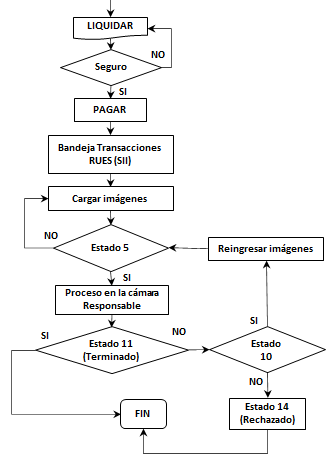 LIQUIDAR
NO
Seguro
SI
PAGAR
Bandeja Transacciones
RUES (SII)
Cargar imágenes
NO
Estado 5
Reingresar imágenes
SI
Proceso en la cámara
Responsable
SI
NO
SI
Estado 11
(Terminado)
Estado
10
NO
FIN
Estado 14
(Rechazado)